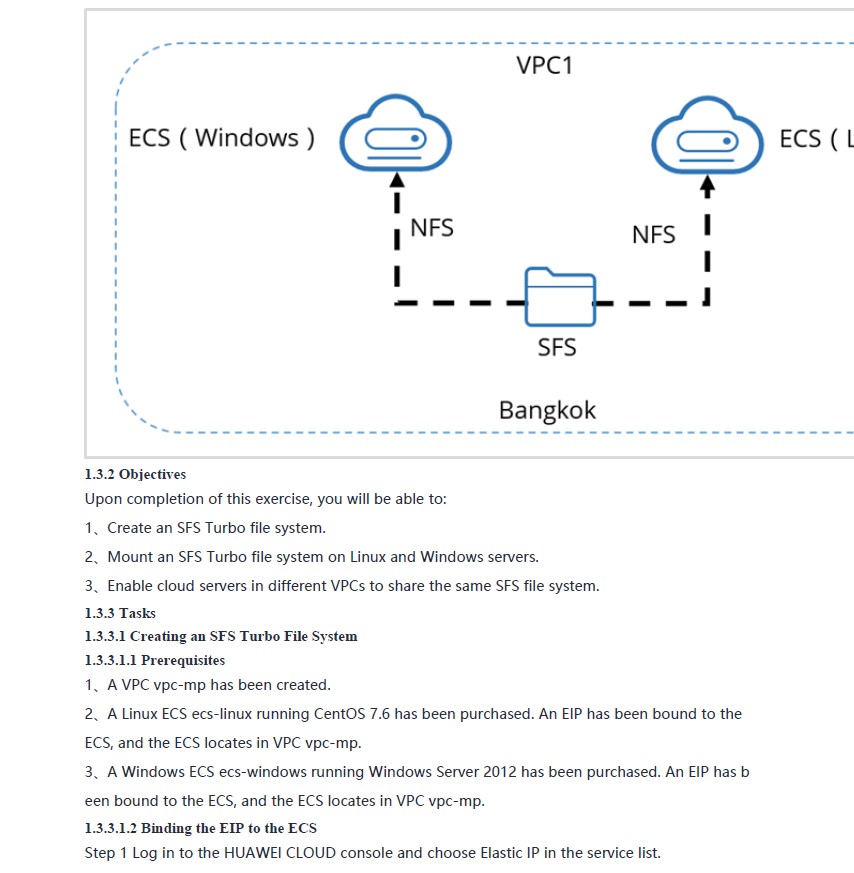 VPC1
ECS ( Windows )
ECS ( L
NFS
NFS
SFS
Bangkok
1.3.2 Objectives
Upon completion of this exercise, you will be able to:
1、Create an SFS Turbo file system.
2、Mount an SFS Turbo file system on Linux and Windows servers.
3、Enable cloud servers in different VPCs to share the same SFS file system.
1.3.3 Tasks
1.3.3.1 Creating an SFS Turbo File System
1.3.3.1.1 Prerequisites
1、A VPC vpc-mp has been created.
2、A Linux ECS ecs-linux running CentOS 7.6 has been purchased. An EIP has been bound to the
ECS, and the ECS locates in VPC vpc-mp.
3、A Windows ECS ecs-windows running Windows Server 2012 has been purchased. An EIP has b
een bound to the ECS, and the ECS locates in VPC vpc-mp.
1.3.3.1.2 Binding the EIP to the ECS
Step 1 Log in to the HUAWEI CLOUD console and choose Elastic IP in the service list.